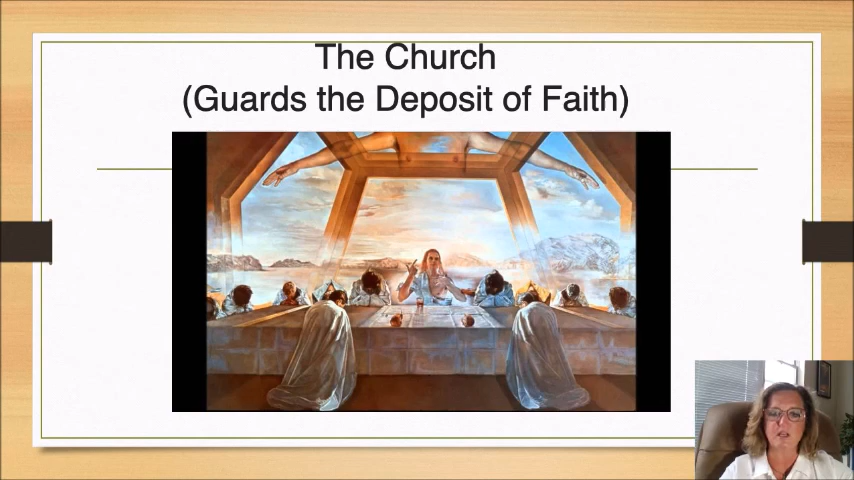 The Church
(Guards the Deposit of Faith)